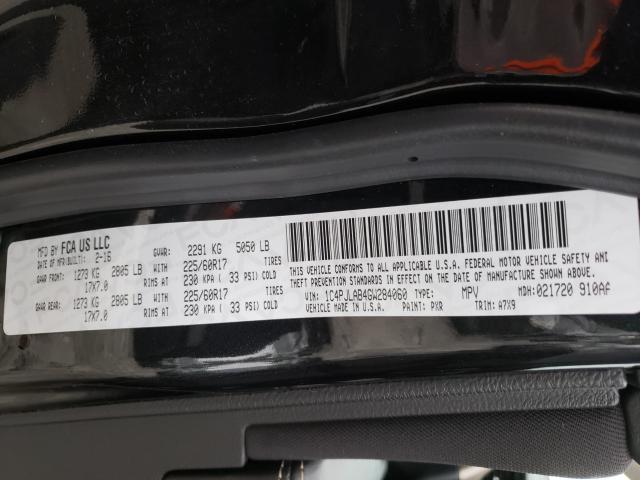 MFD BY FCA US LLC
DATE OF MFR(BUILT): 2-16 GVWR: 2291 KG 5050 LB
GAWR FRONT: 1273 KG 2805 LB WITH 225/60R17 TIRES
17X7.0 RIMS AT 230 KPA ( 33 PSI) COLD
GAWR REAR: 1273 KG 2805 LB WITH 225/60R17 TIRES
17X7.0 RIMS AT 230 KPA ( 33 PSI) COLD
THIS VEHICLE CONFORMS TO ALL APPLICABLE U.S.A. FEDERAL MOTOR VEHICLE SAFETY AND
THEFT PREVENTION STANDARDS IN EFFECT ON THE DATE OF MANUFACTURE SHOWN ABOVE.
VIN: 1C4PJLAB4GW284060 TYPE: MPV MDH: 021720 910AF
VEHICLE MADE IN U.S.A. PAINT: PXR TRIM: A7X9